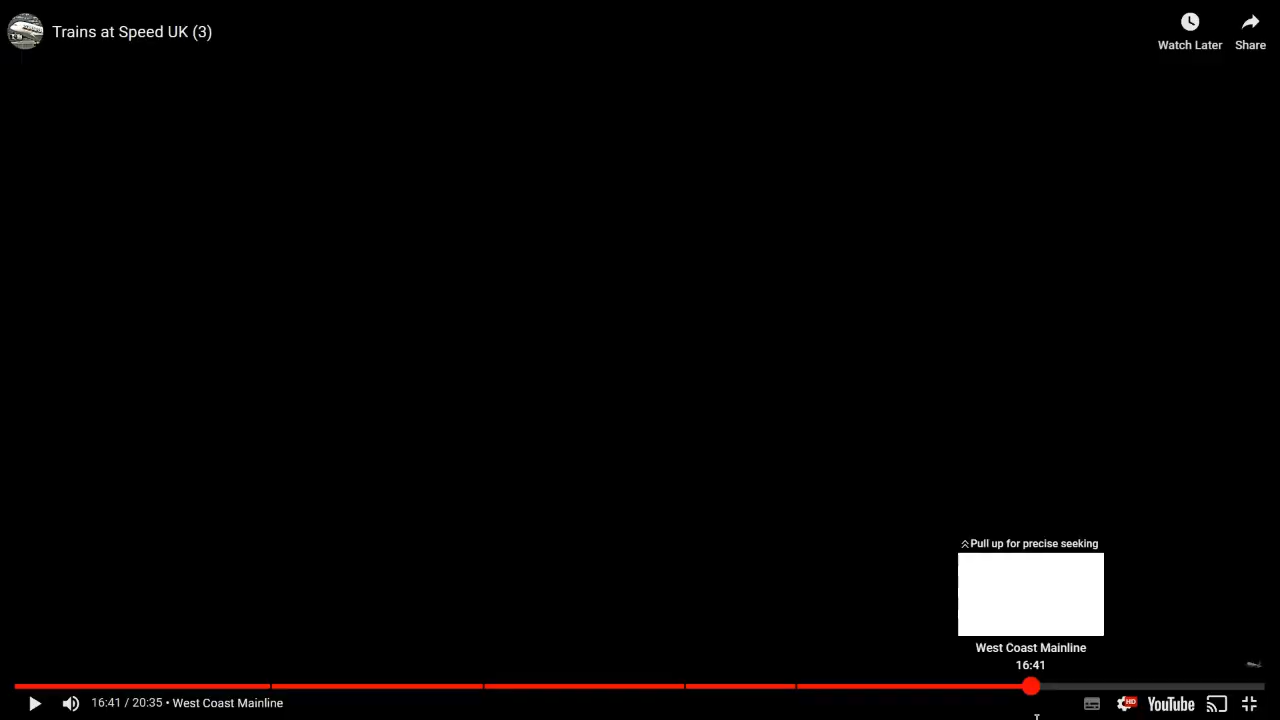 Trains at Speed UK (3)
Watch Later
Share
Pull up for precise seeking
West Coast Mainline
16:41
16:41 / 20:35 • West Coast Mainline
HD
YouTube